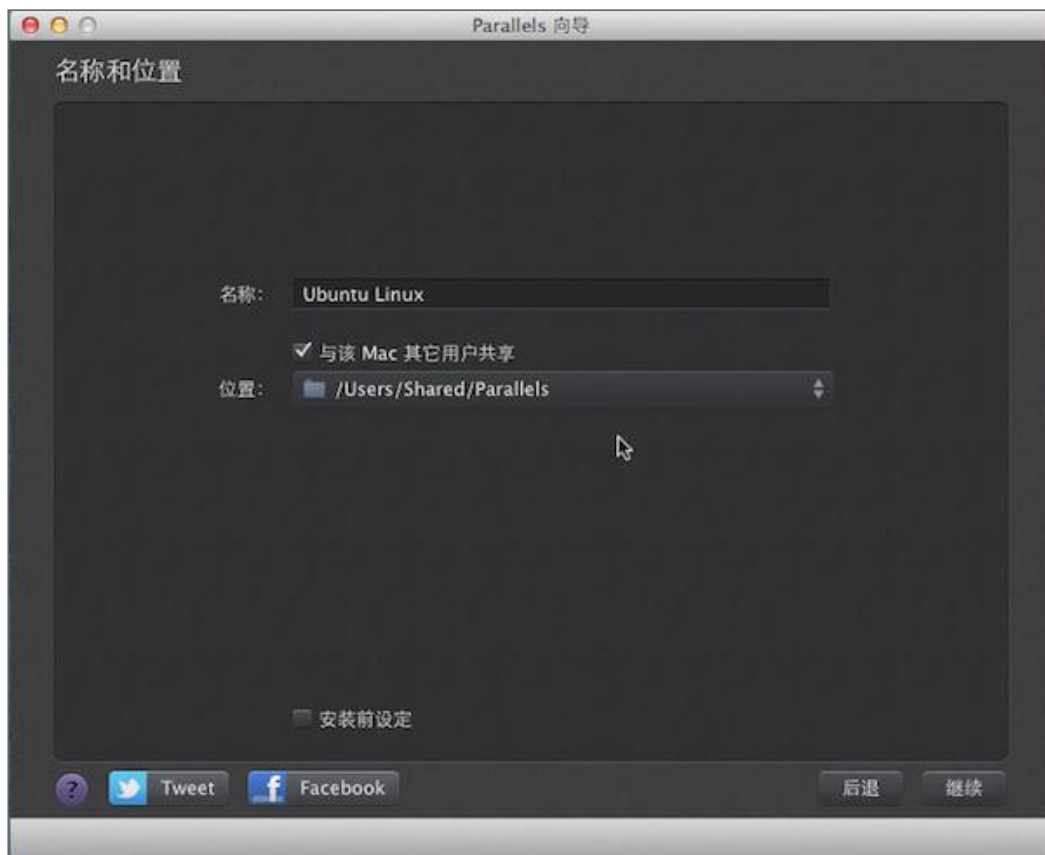 Parallels 向导
名称和位置
名称: Ubuntu Linux
与该 Mac 其它用户共享
位置: /Users/Shared/Parallels
安装前设定
? Tweet f Facebook 后退 继续